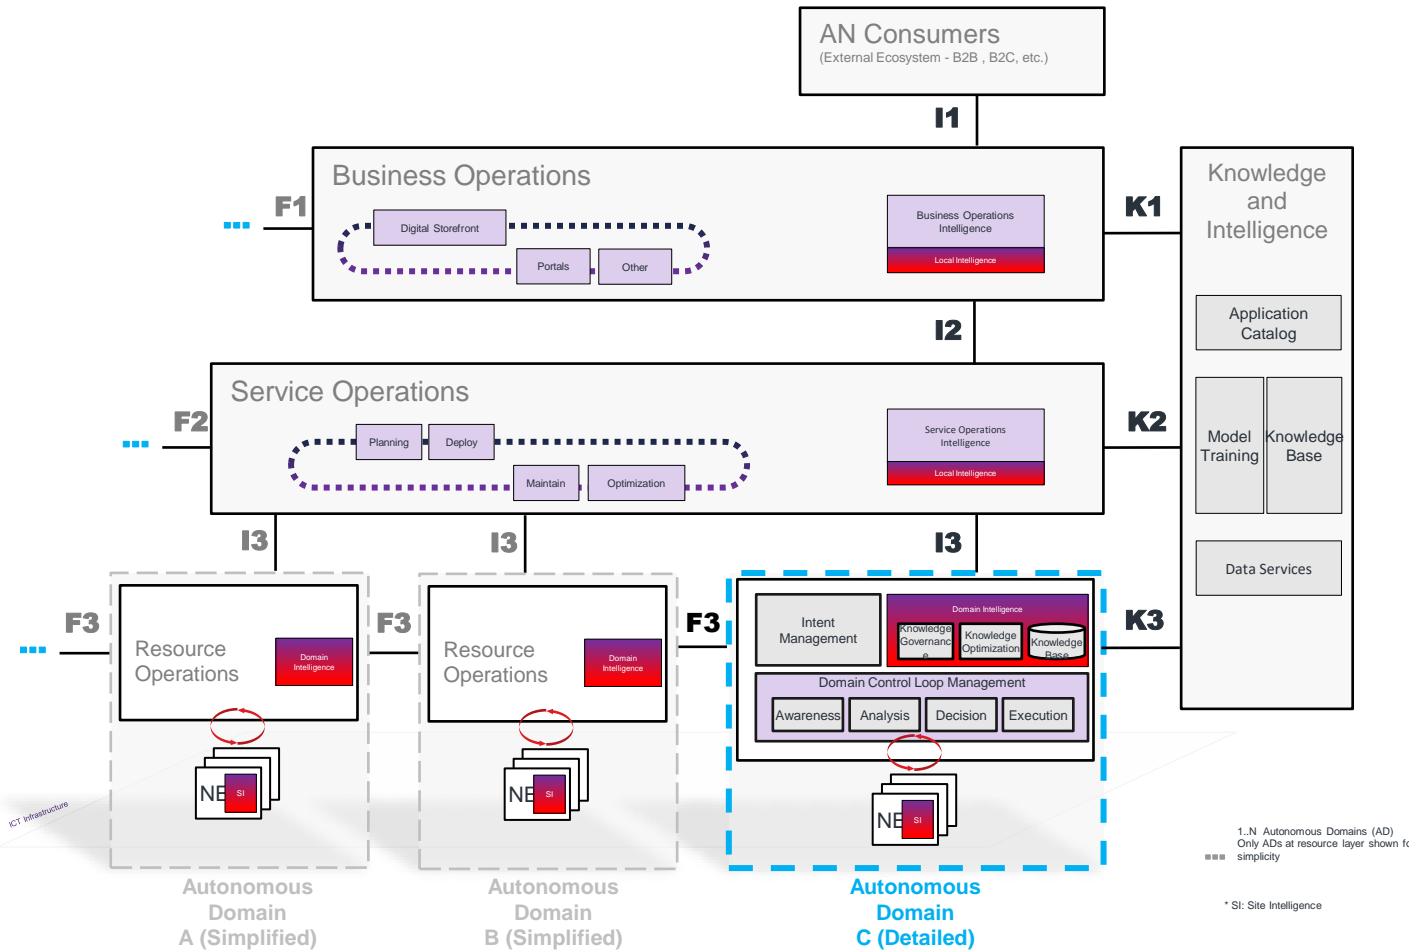 AN Consumers
(External Ecosystem - B2B , B2C, etc.)
I1
Business Operations
F1
Digital Storefront
Portals
Other
Business Operations
Intelligence
Local Intelligence
K1
Knowledge
and
Intelligence
Application
Catalog
Model
Training
Knowledge
Base
Data Services
I2
Service Operations
F2
Planning
Deploy
Maintain
Optimization
Service Operations
Intelligence
Local Intelligence
K2
I3
I3
I3
F3
Resource
Operations
Domain
Intelligence
F3
Resource
Operations
Domain
Intelligence
F3
Intent
Management
Domain Intelligence
Knowledge
Governanc
e
Knowledge
Optimization
Knowledge
Base
K3
Domain Control Loop Management
Awareness
Analysis
Decision
Execution
NE
SI
NE
SI
NE
SI
ICT Infrastructure
Autonomous
Domain
A (Simplified)
Autonomous
Domain
B (Simplified)
Autonomous
Domain
C (Detailed)
1..N Autonomous Domains (AD)
Only ADs at resource layer shown fo
simplicity
* SI: Site Intelligence